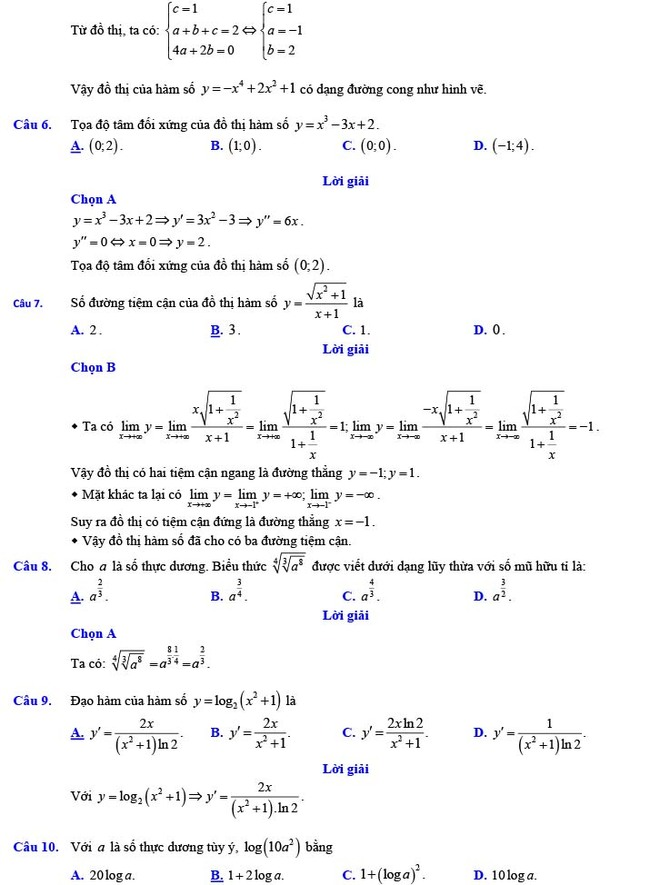 Từ đồ thị, ta có: {c = 1; a + b + c = 2; 4a + 2b = 0 ⇔ {c = 1; a = −1; b = 2
Vậy đồ thị của hàm số y = −x⁴ + 2x² + 1 có dạng đường cong như hình vẽ.
Câu 6. Tọa độ tâm đối xứng của đồ thị hàm số y = x³ − 3x + 2.
A. (0;2). B. (1;0). C. (0;0). D. (−1;4).
Lời giải
Chọn A
y = x³ − 3x + 2 ⇒ y′ = 3x² − 3 ⇒ y″ = 6x.
y″ = 0 ⇔ x = 0 ⇒ y = 2.
Tọa độ tâm đối xứng của đồ thị hàm số (0;2).
Câu 7. Số đường tiệm cận của đồ thị hàm số y = √(x² + 1)/(x + 1) là
A. 2. B. 3. C. 1. D. 0.
Lời giải
Chọn B
♦ Ta có lim_{x→+∞} y = lim_{x→+∞} x√(1 + 1/x²)/(x + 1) = lim_{x→+∞} √(1 + 1/x²)/(1 + 1/x) = 1; lim_{x→−∞} y = lim_{x→−∞} −x√(1 + 1/x²)/(x + 1) = lim_{x→−∞} √(1 + 1/x²)/(1 + 1/x) = −1.
Vậy đồ thị có hai tiệm cận ngang là đường thẳng y = −1; y = 1.
♦ Mặt khác ta lại có lim_{x→+∞} y = lim_{x→−1⁺} y = +∞; lim_{x→−1⁻} y = −∞.
Suy ra đồ thị có tiệm cận đứng là đường thẳng x = −1.
♦ Vậy đồ thị hàm số đã cho có ba đường tiệm cận.
Câu 8. Cho a là số thực dương. Biểu thức ⁴√(³√(a⁸)) được viết dưới dạng lũy thừa với số mũ hữu tỉ là:
A. a^(2/3). B. a^(3/4). C. a^(4/3). D. a^(3/2).
Lời giải
Chọn A
Ta có: ⁴√(³√(a⁸)) = a^(8/3·1/4) = a^(2/3).
Câu 9. Đạo hàm của hàm số y = log₂(x² + 1) là
A. y′ = 2x/((x² + 1)ln 2). B. y′ = 2x/(x² + 1). C. y′ = 2x ln 2/(x² + 1). D. y′ = 1/((x² + 1)ln 2).
Lời giải
Với y = log₂(x² + 1) ⇒ y′ = 2x/((x² + 1).ln 2).
Câu 10. Với a là số thực dương tùy ý, log(10a²) bằng
A. 20 log a. B. 1 + 2 log a. C. 1 + (log a)². D. 10 log a.